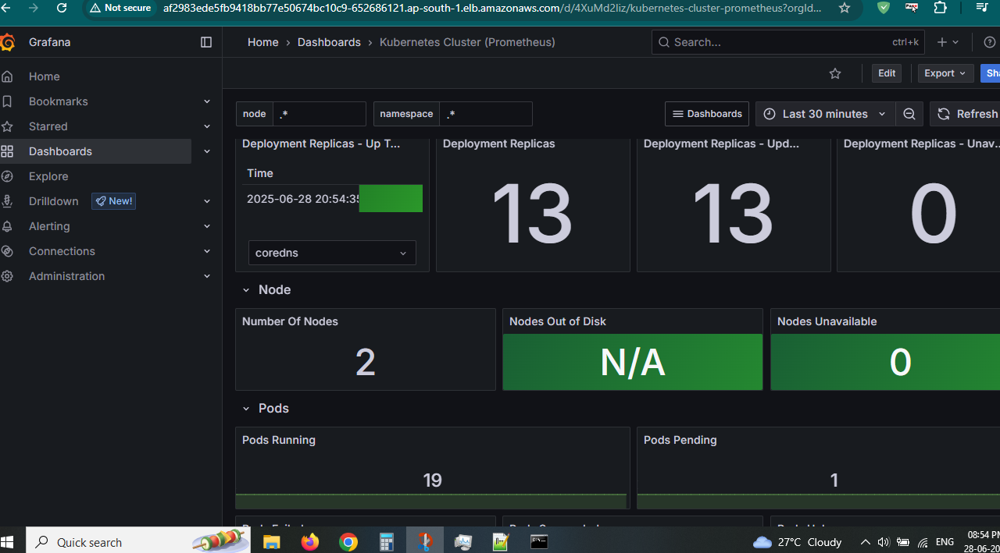 Not secure af2983ede5fb9418bb77e50674bc10c9-652686121.ap-south-1.elb.amazonaws.com/d/4XuMd2liz/kubernetes-cluster-prometheus?orgId...
Grafana
Home › Dashboards › Kubernetes Cluster (Prometheus)
Search... ctrl+k
Home
Bookmarks
Starred
Dashboards
Explore
Drilldown New!
Alerting
Connections
Administration
Edit Export Sha
node .* namespace .* Dashboards Last 30 minutes Refresh
Deployment Replicas - Up T... Deployment Replicas Deployment Replicas - Upd... Deployment Replicas - Unav...
Time
2025-06-28 20:54:35
coredns
13 13 0
Node
Number Of Nodes Nodes Out of Disk Nodes Unavailable
2 N/A 0
Pods
Pods Running Pods Pending
19 1
Quick search
27°C Cloudy ENG 08:54 PM
28-06-20